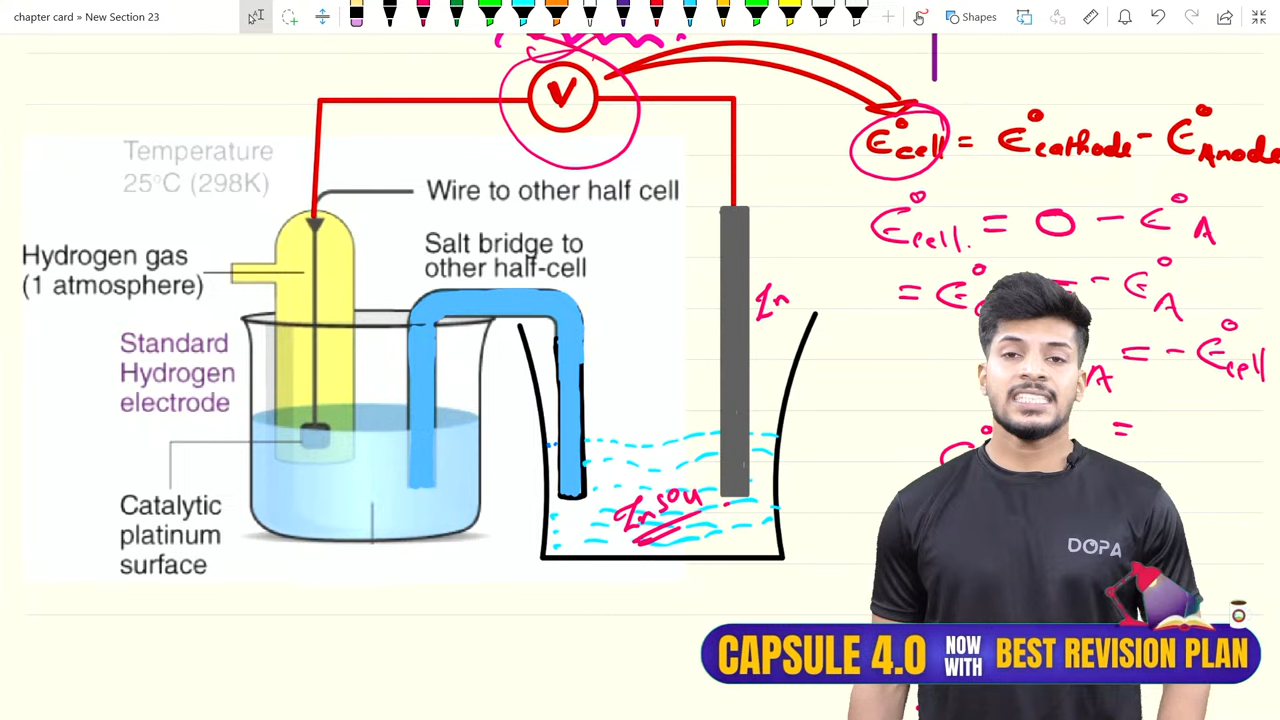 chapter card » New Section 23
Shapes
V
E°cell = E°cathode - E°Anode
Temperature
25°C (298K)
Wire to other half cell
E°cell. = 0 - E°A
Hydrogen gas
(1 atmosphere)
Salt bridge to
other half-cell
- E°A
Zn
Standard
Hydrogen
electrode
A = - E°cell
=
Catalytic
platinum
surface
ZnSO4
DOPA
CAPSULE 4.0 NOW WITH BEST REVISION PLAN